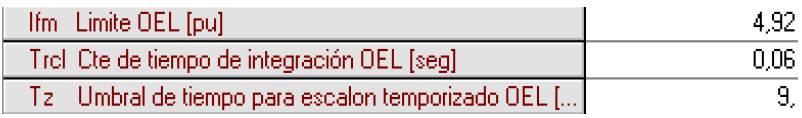 Ifm Limite OEL [pu] 4,92
Trcl Cte de tiempo de integración OEL [seg] 0,06
Tz Umbral de tiempo para escalon temporizado OEL [... 9,